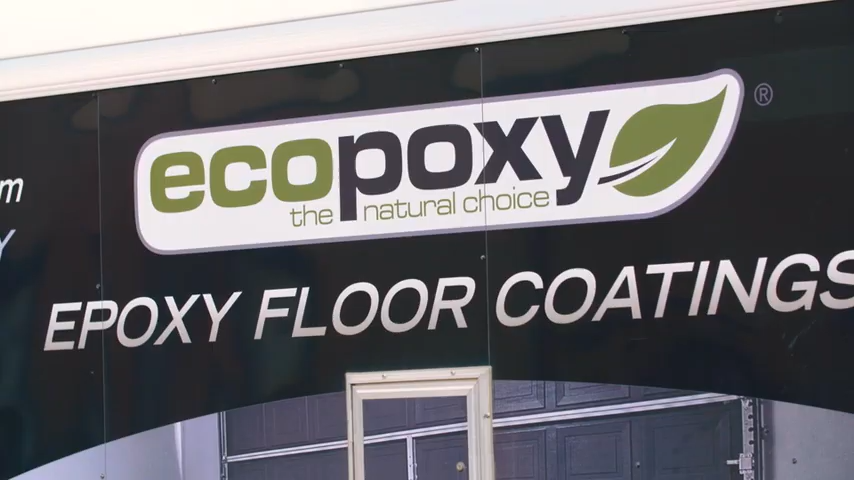 ecopoxy ®
the natural choice
m
Y
EPOXY FLOOR COATINGS